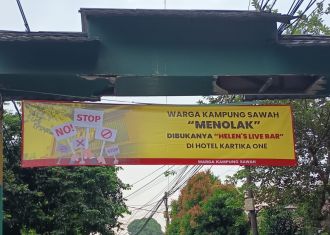 WARGA KAMPUNG SAWAH
"MENOLAK"
DIBUKANYA "HELEN'S LIVE BAR"
DI HOTEL KARTIKA ONE
WARGA KAMPUNG SAWAH
NO!
STOP